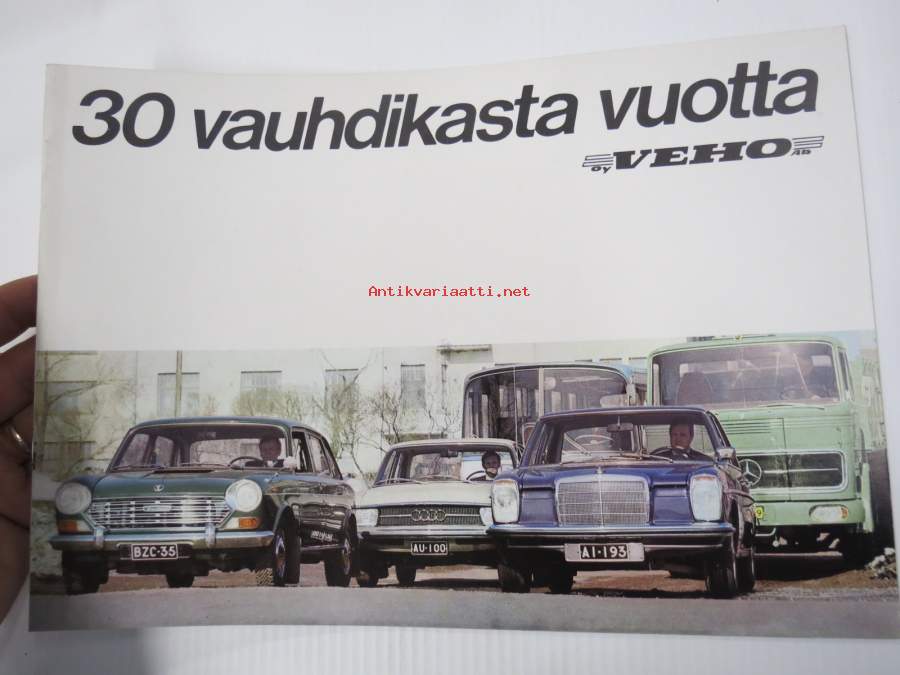 30 vauhdikasta vuotta
OY VEHO AB
Antikvariaatti.net
BZC-35
AU-100
AI-193